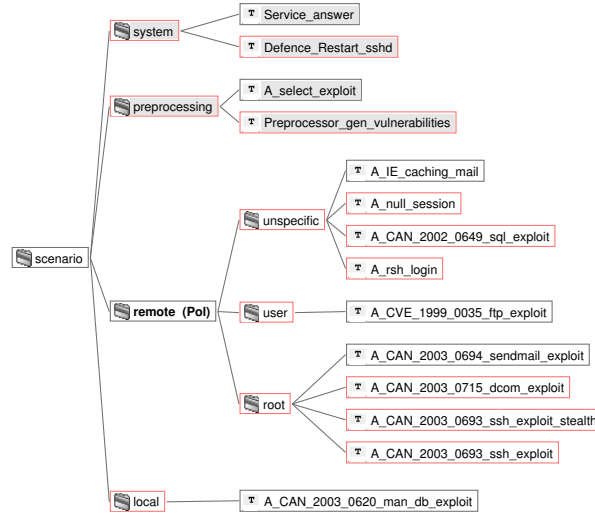 Service_answer
system
Defence_Restart_sshd
A_select_exploit
preprocessing
Preprocessor_gen_vulnerabilities
A_IE_caching_mail
A_null_session
unspecific
A_CAN_2002_0649_sql_exploit
scenario
A_rsh_login
remote (Pol)
user
A_CVE_1999_0035_ftp_exploit
A_CAN_2003_0694_sendmail_exploit
A_CAN_2003_0715_dcom_exploit
root
A_CAN_2003_0693_ssh_exploit_stealth
A_CAN_2003_0693_ssh_exploit
local
A_CAN_2003_0620_man_db_exploit